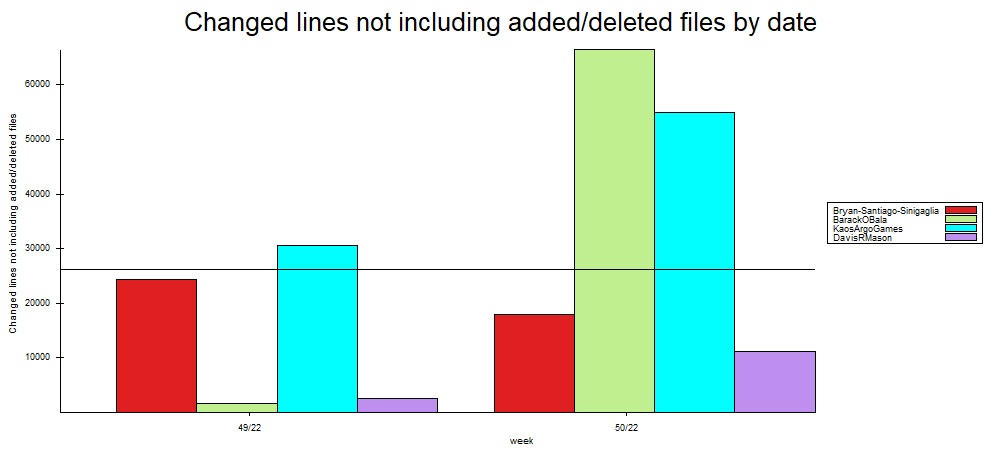 Changed lines not including added/deleted files by date
Changed lines not including added/deleted files
60000
50000
40000
30000
20000
10000
49/22
50/22
week
Bryan-Santiago-Sinigaglia
BarackOBala
KaosArgoGames
DavisRMason